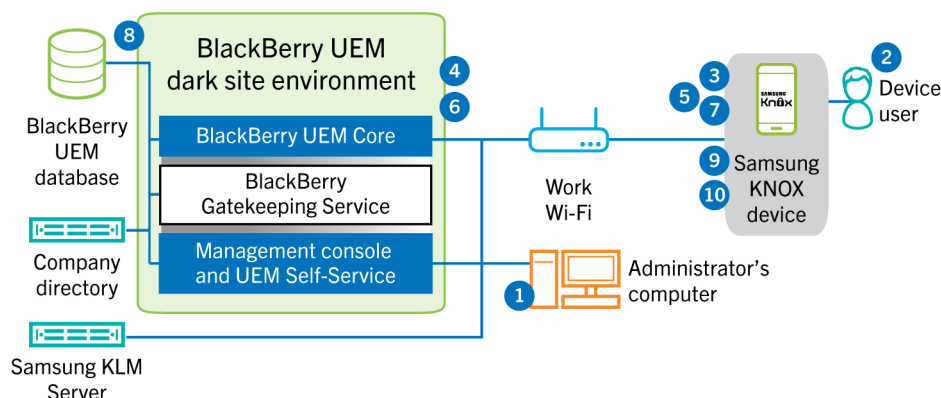 8
BlackBerry UEM
dark site environment
4
6
3
5
7
SAMSUNG
Knox
2
Device
user
BlackBerry
UEM
database
BlackBerry UEM Core
BlackBerry
Gatekeeping Service
Work
Wi-Fi
9
10
Samsung
KNOX
device
Company
directory
Management console
and UEM Self-Service
1
Administrator's
computer
Samsung KLM
Server